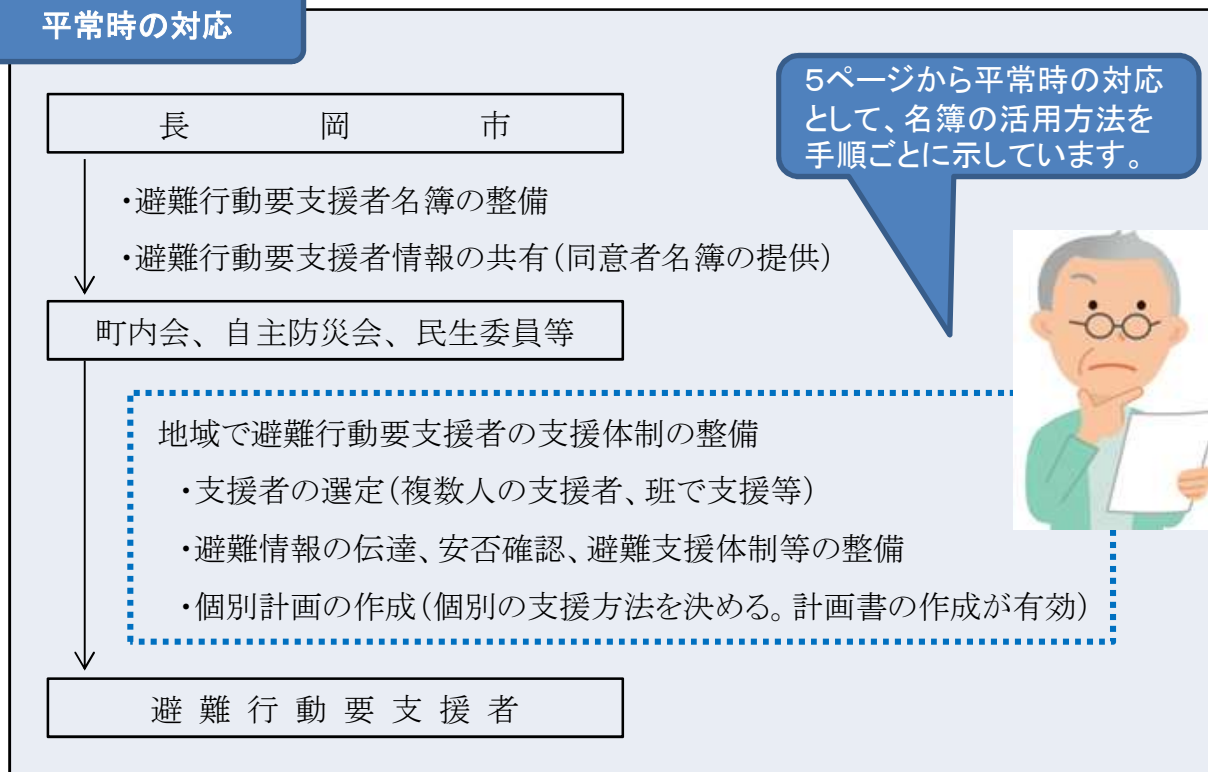 平常時の対応
5ページから平常時の対応
として、名簿の活用方法を
手順ごとに示しています。
長岡市
・避難行動要支援者名簿の整備
・避難行動要支援者情報の共有(同意者名簿の提供)
町内会、自主防災会、民生委員等
地域で避難行動要支援者の支援体制の整備
・支援者の選定(複数人の支援者、班で支援等)
・避難情報の伝達、安否確認、避難支援体制等の整備
・個別計画の作成(個別の支援方法を決める。計画書の作成が有効)
避難行動要支援者